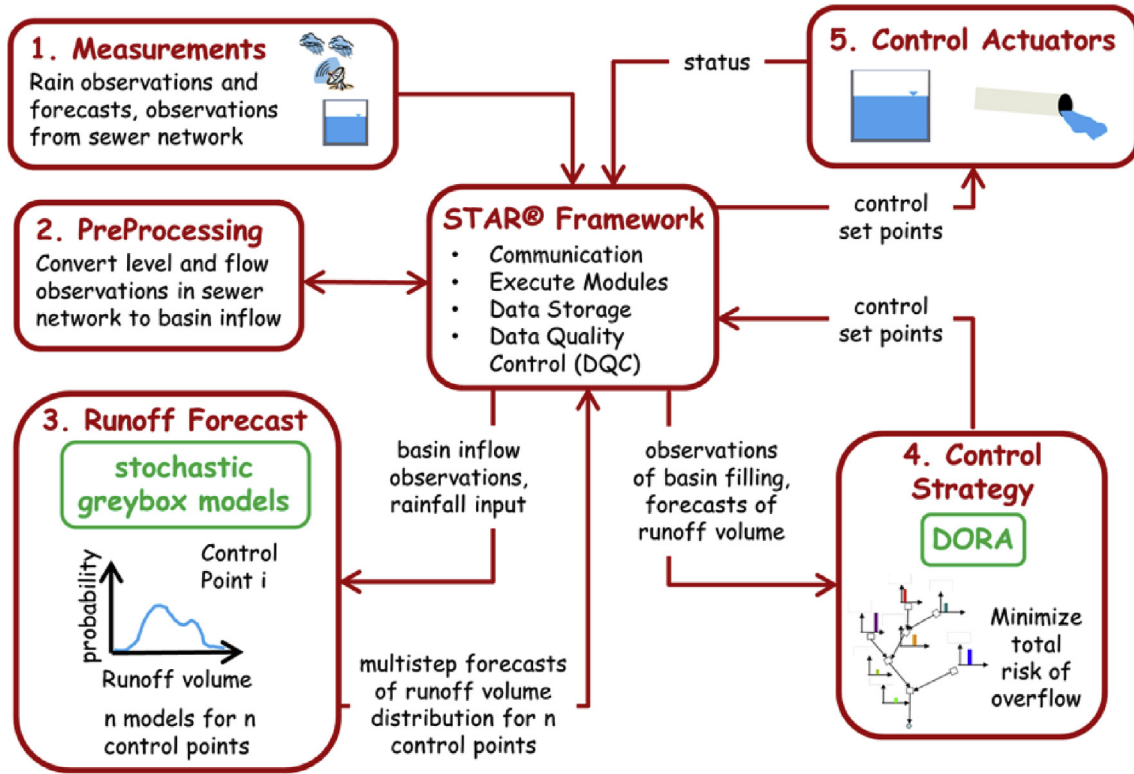 1. Measurements
Rain observations and
forecasts, observations
from sewer network
status
5. Control Actuators
2. PreProcessing
Convert level and flow
observations in sewer
network to basin inflow
STAR® Framework
• Communication
• Execute Modules
• Data Storage
• Data Quality
Control (DQC)
control
set points
control
set points
3. Runoff Forecast
stochastic
greybox models
Control
Point i
probability
Runoff volume
n models for n
control points
basin inflow
observations,
rainfall input
multistep forecasts
of runoff volume
distribution for n
control points
observations
of basin filling,
forecasts of
runoff volume
4. Control
Strategy
DORA
Minimize
total
risk of
overflow